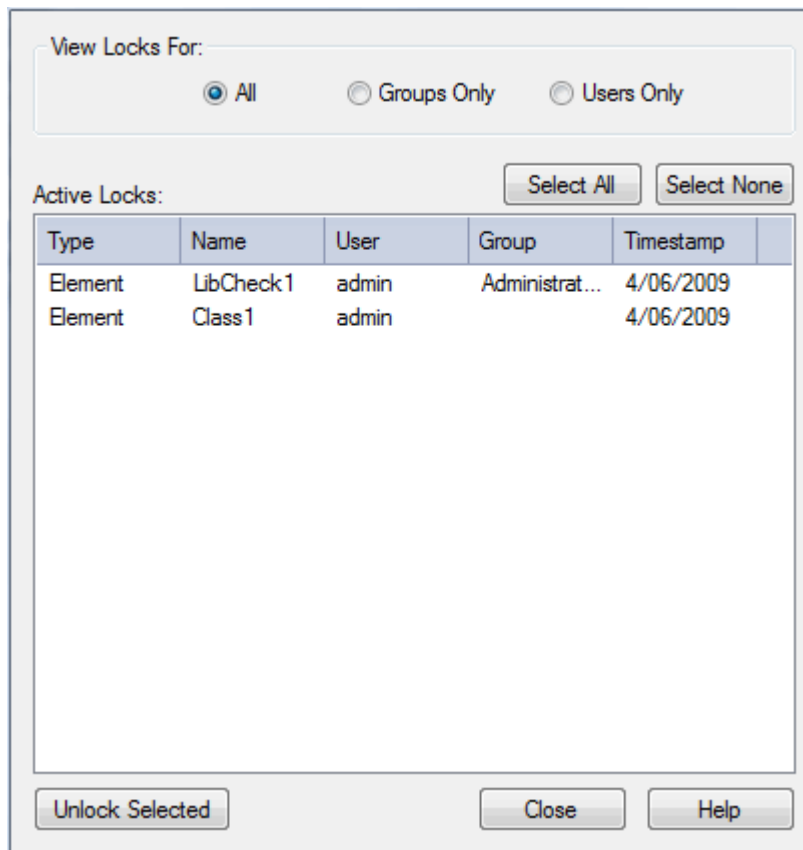 View Locks For:
All Groups Only Users Only
Select All Select None
Active Locks:
Type Name User Group Timestamp
Element LibCheck1 admin Administrat... 4/06/2009
Element Class1 admin 4/06/2009
Unlock Selected Close Help